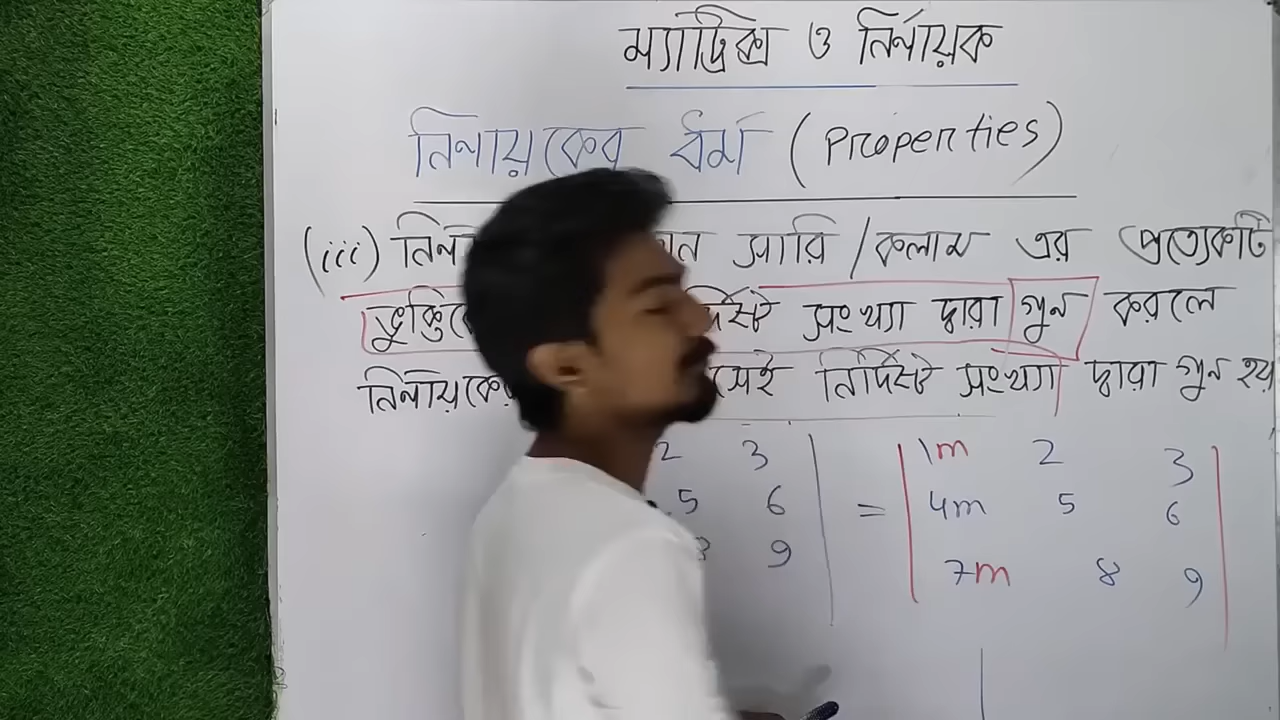 ম্যাট্রিক্স ও নির্ণায়ক
নির্ণায়কের ধর্ম (Properties)
(iii) সারি /কলাম এর প্রত্যেকটি
সংখ্যা দ্বারা গুন করলে
সেই নির্দিষ্ট সংখ্যা দ্বারা গুন হয়
2 3 | = | 1m 2 3 |
5 6 4m 5 6
9 7m 8 9